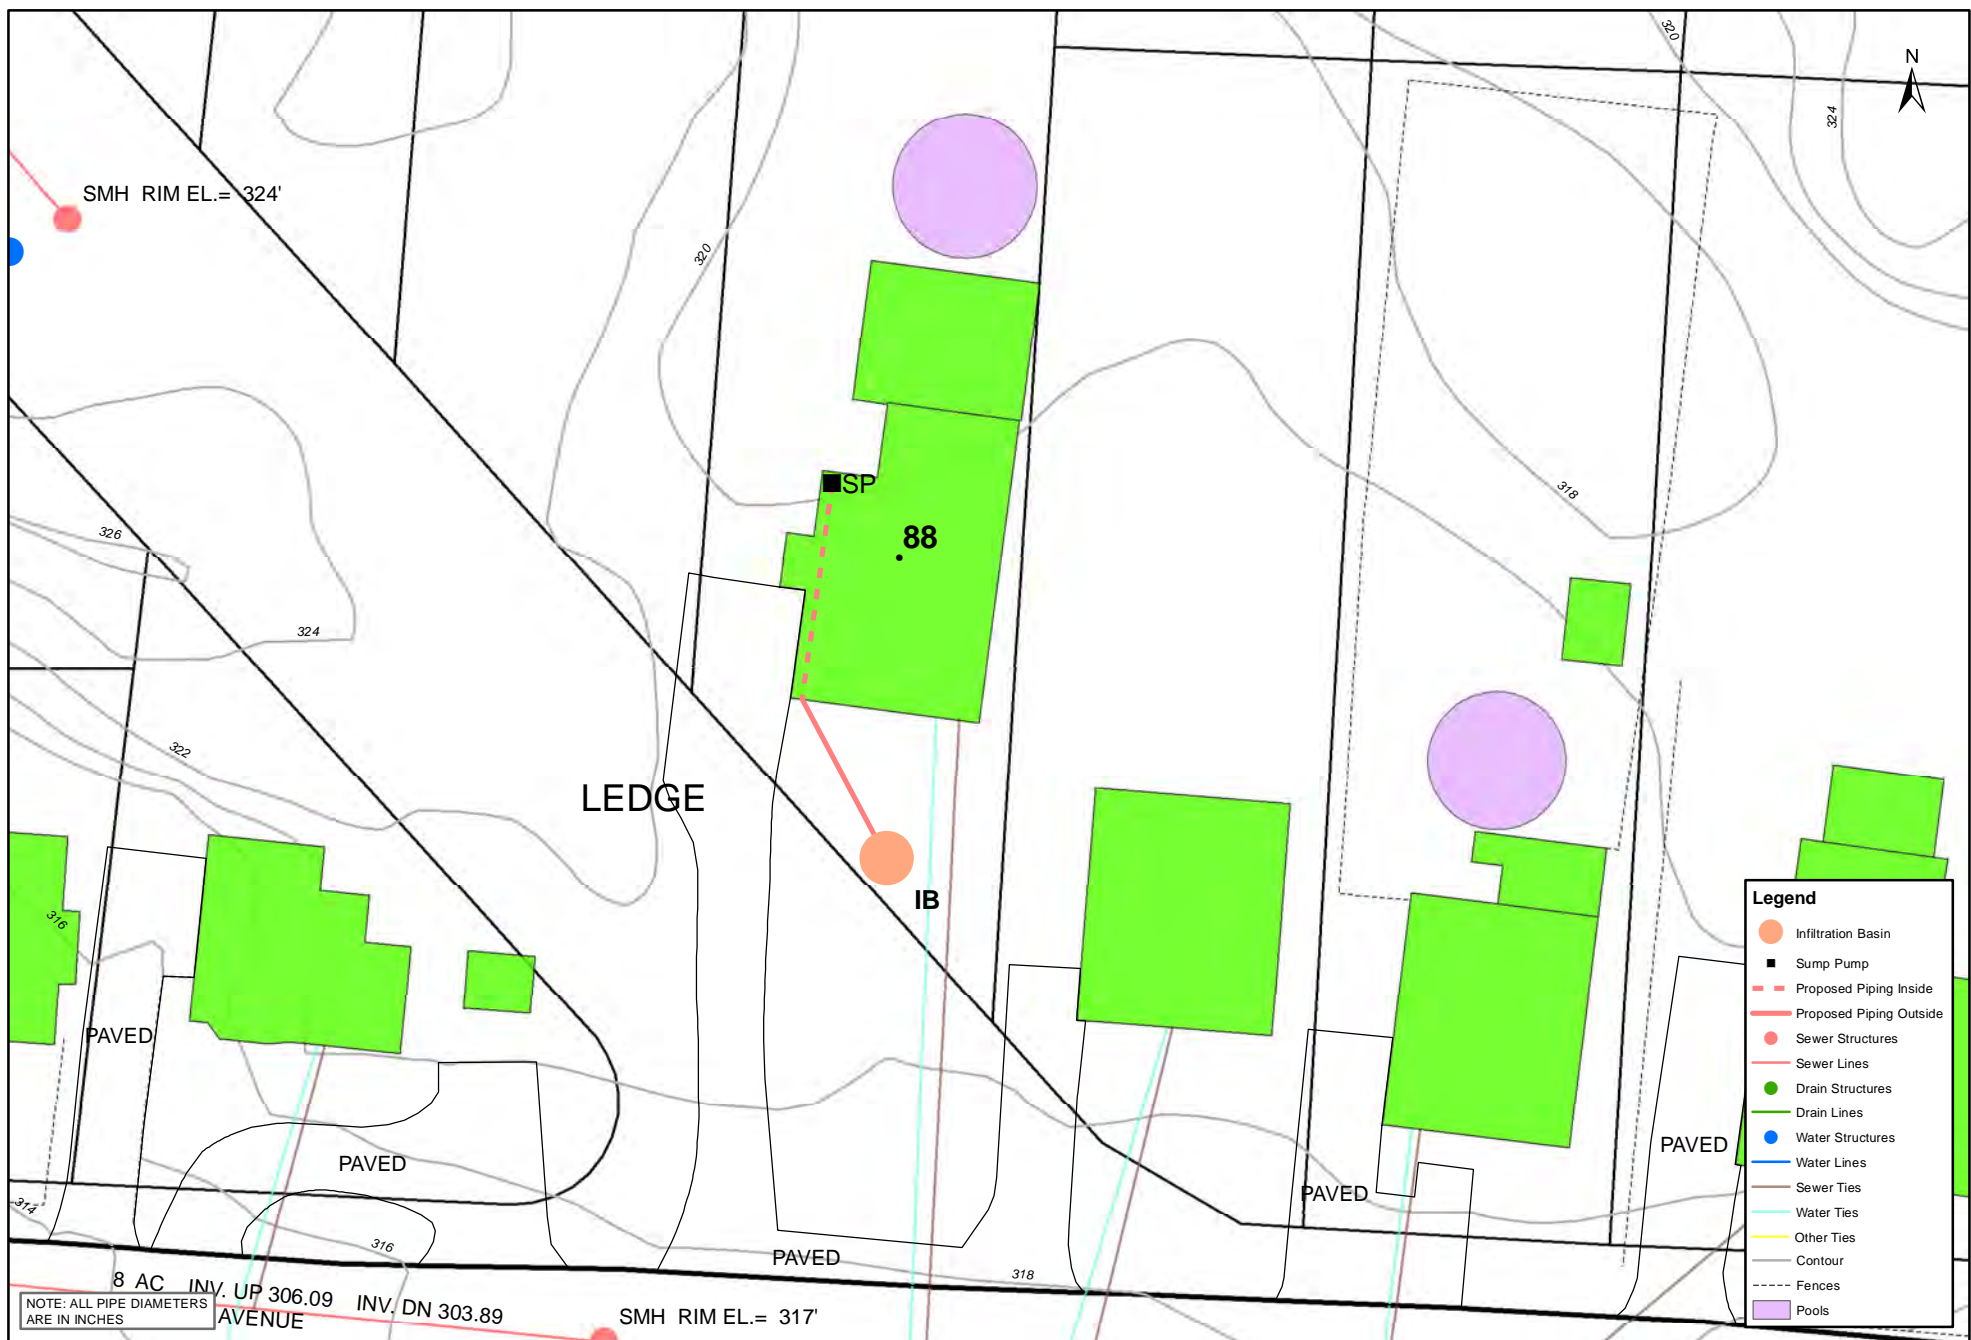 N
320
324
SMH RIM EL.= 324'
320
SP
88
318
326
324
322
LEDGE
IB
316
PAVED
PAVED
PAVED
PAVED
PAVED
314
316
318
8 AC INV. UP 306.09 INV. DN 303.89
AVENUE
SMH RIM EL.= 317'
NOTE: ALL PIPE DIAMETERS
ARE IN INCHES
Legend
Infiltration Basin
Sump Pump
Proposed Piping Inside
Proposed Piping Outside
Sewer Structures
Sewer Lines
Drain Structures
Drain Lines
Water Structures
Water Lines
Sewer Ties
Water Ties
Other Ties
Contour
Fences
Pools